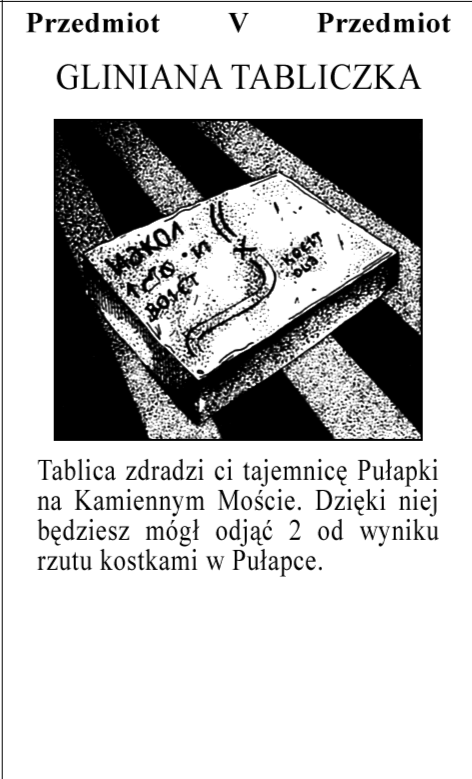 Przedmiot V Przedmiot
GLINIANA TABLICZKA
Tablica zdradzi ci tajemnicę Pułapki
na Kamiennym Moście. Dzięki niej
będziesz mógł odjąć 2 od wyniku
rzutu kostkami w Pułapce.